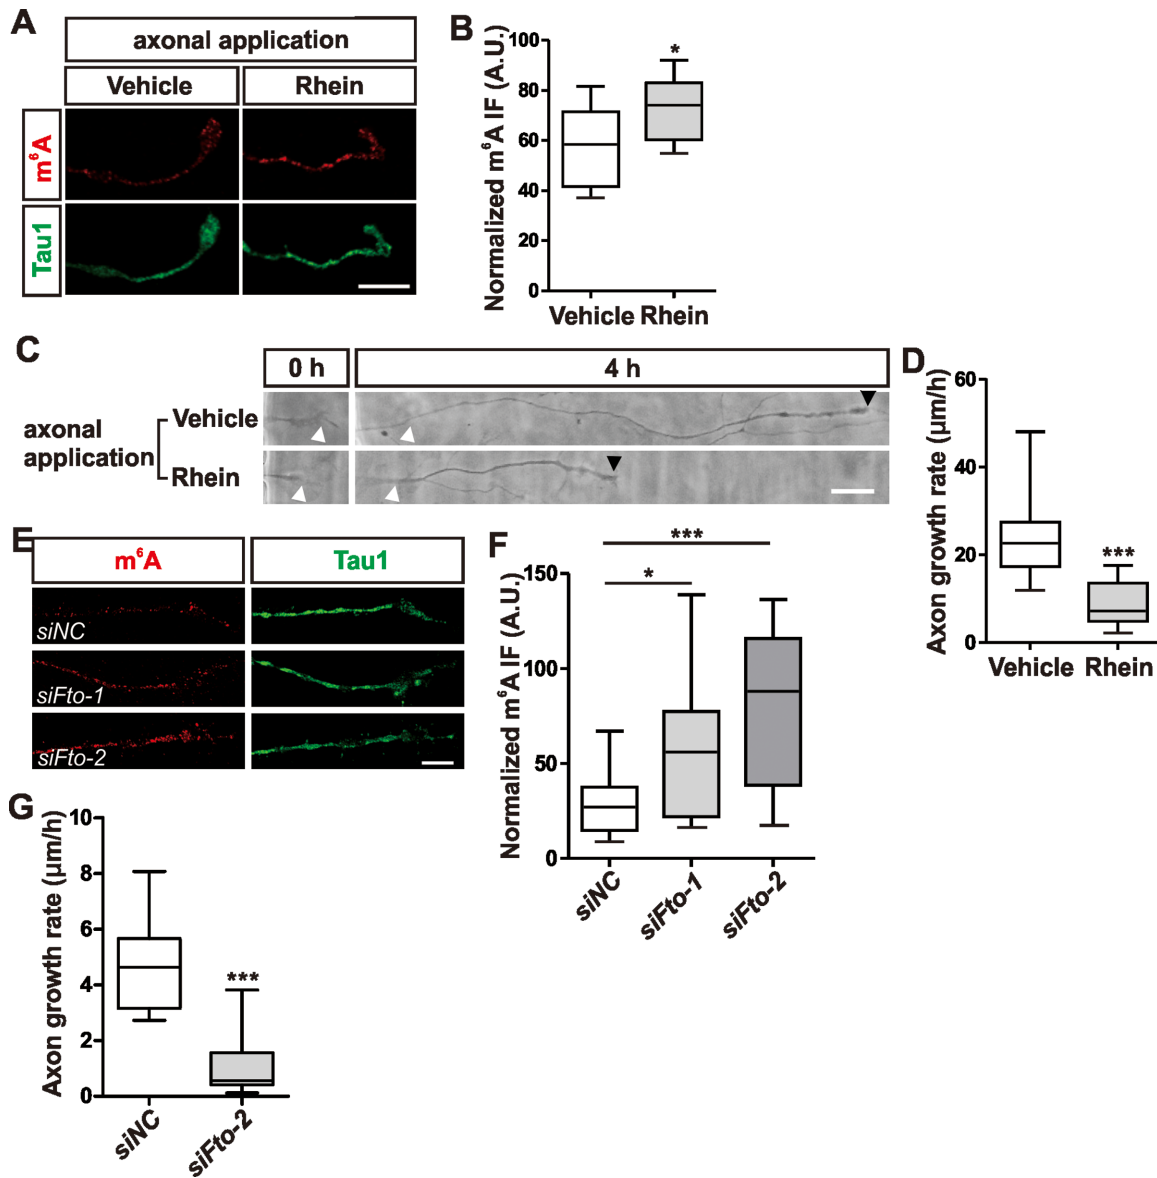 A
axonal application
Vehicle
Rhein
m⁶A
Tau1
B
Normalized m⁶A IF (A.U.)
100
80
60
40
20
0
*
Vehicle Rhein
C
0 h
4 h
axonal
application
Vehicle
Rhein
D
Axon growth rate (μm/h)
60
40
20
0
***
Vehicle Rhein
E
m⁶A
Tau1
siNC
siFto-1
siFto-2
F
Normalized m⁶A IF (A.U.)
150
100
50
0
***
*
siNC
siFto-1
siFto-2
G
Axon growth rate (μm/h)
10
8
6
4
2
0
***
siNC
siFto-2